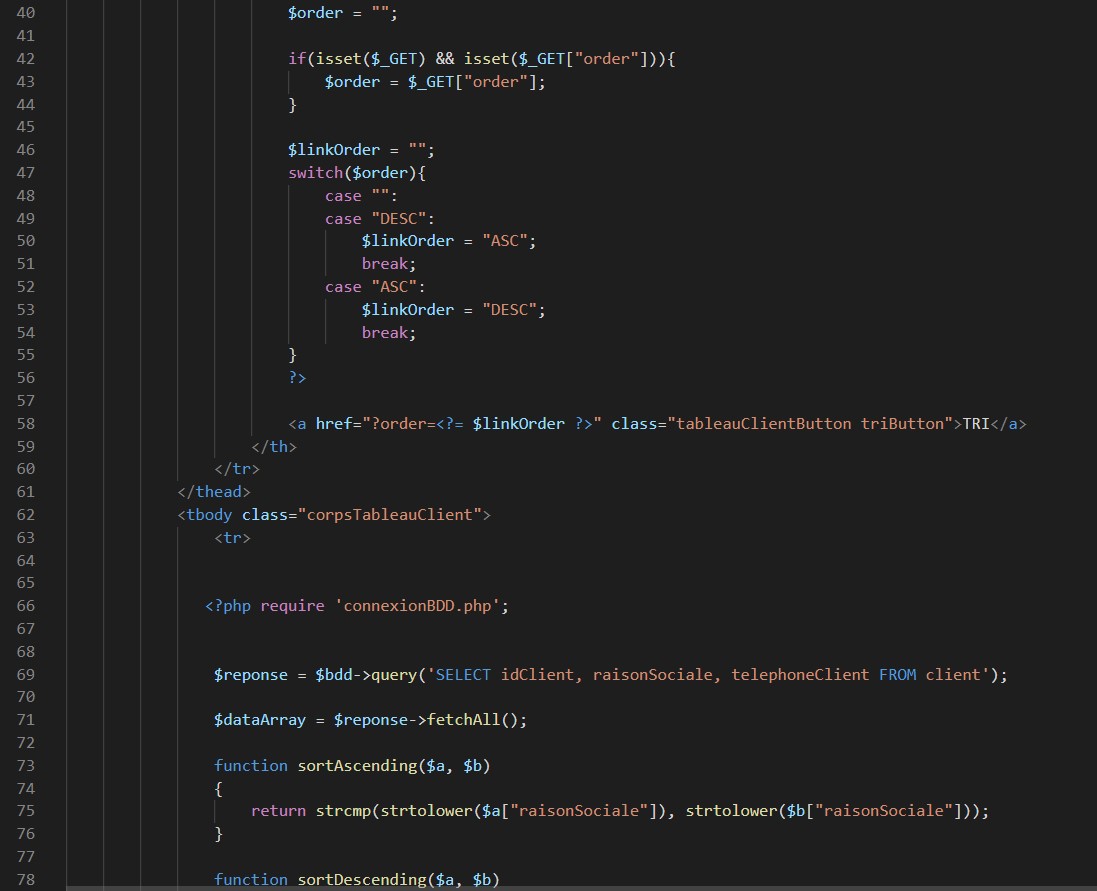 40 $order = "";
41
42 if(isset($_GET) && isset($_GET["order"])){
43 $order = $_GET["order"];
44 }
45
46 $linkOrder = "";
47 switch($order){
48 case "":
49 case "DESC":
50 $linkOrder = "ASC";
51 break;
52 case "ASC":
53 $linkOrder = "DESC";
54 break;
55 }
56 ?>
57
58 <a href="?order=<?= $linkOrder ?>" class="tableauClientButton triButton">TRI</a>
59 </th>
60 </tr>
61 </thead>
62 <tbody class="corpsTableauClient">
63 <tr>
64
65
66 <?php require 'connexionBDD.php';
67
68
69 $reponse = $bdd->query('SELECT idClient, raisonSociale, telephoneClient FROM client');
70
71 $dataArray = $reponse->fetchAll();
72
73 function sortAscending($a, $b)
74 {
75 return strcmp(strtolower($a["raisonSociale"]), strtolower($b["raisonSociale"]));
76 }
77
78 function sortDescending($a, $b)